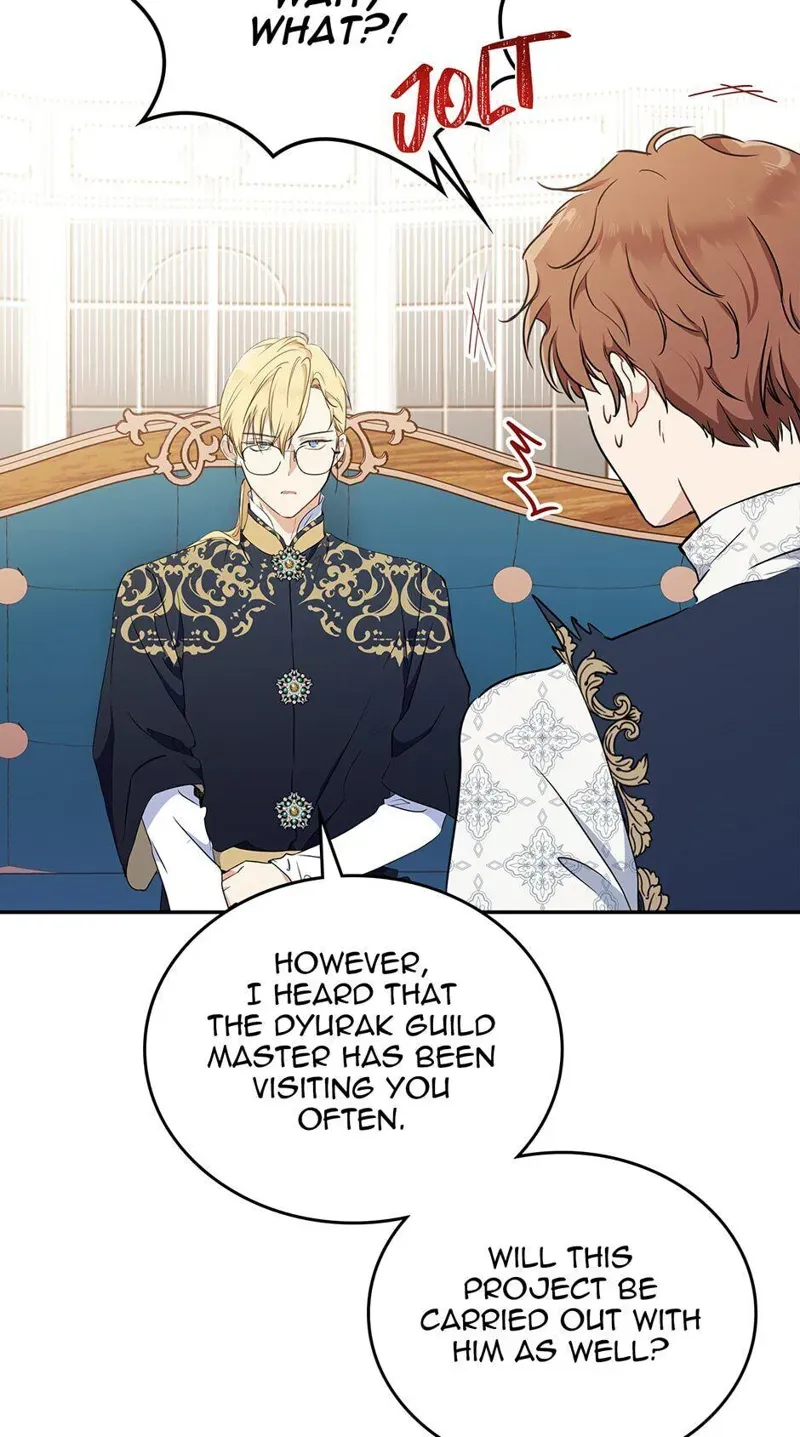 WAIT,
WHAT?!
JOLT
HOWEVER,
I HEARD THAT
THE DYURAK GUILD
MASTER HAS BEEN
VISITING YOU
OFTEN.
WILL THIS
PROJECT BE
CARRIED OUT WITH
HIM AS WELL?